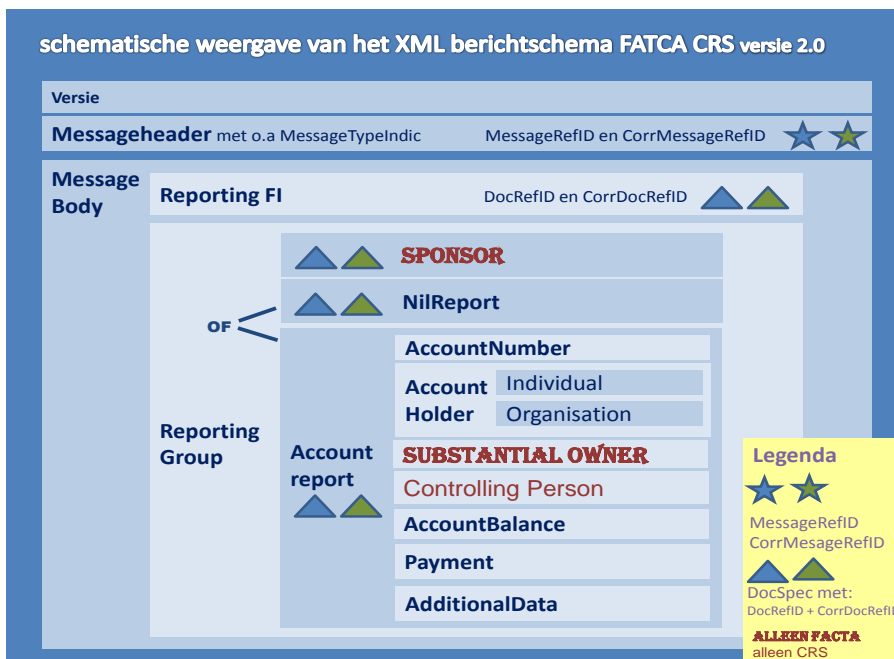 schematische weergave van het XML berichtschema FATCA CRS versie 2.0
Versie
Messageheader met o.a MessageTypeIndic MessageRefID en CorrMessageRefID
Message
Body
Reporting FI DocRefID en CorrDocRefID
SPONSOR
NilReport
OF
Reporting
Group
Account
report
AccountNumber
Account
Holder
Individual
Organisation
SUBSTANTIAL OWNER
Controlling Person
AccountBalance
Payment
AdditionalData
Legenda
MessageRefID
CorrMesageRefID
DocSpec met:
DocRefID + CorrDocRefID
ALLEEN FACTA
alleen CRS